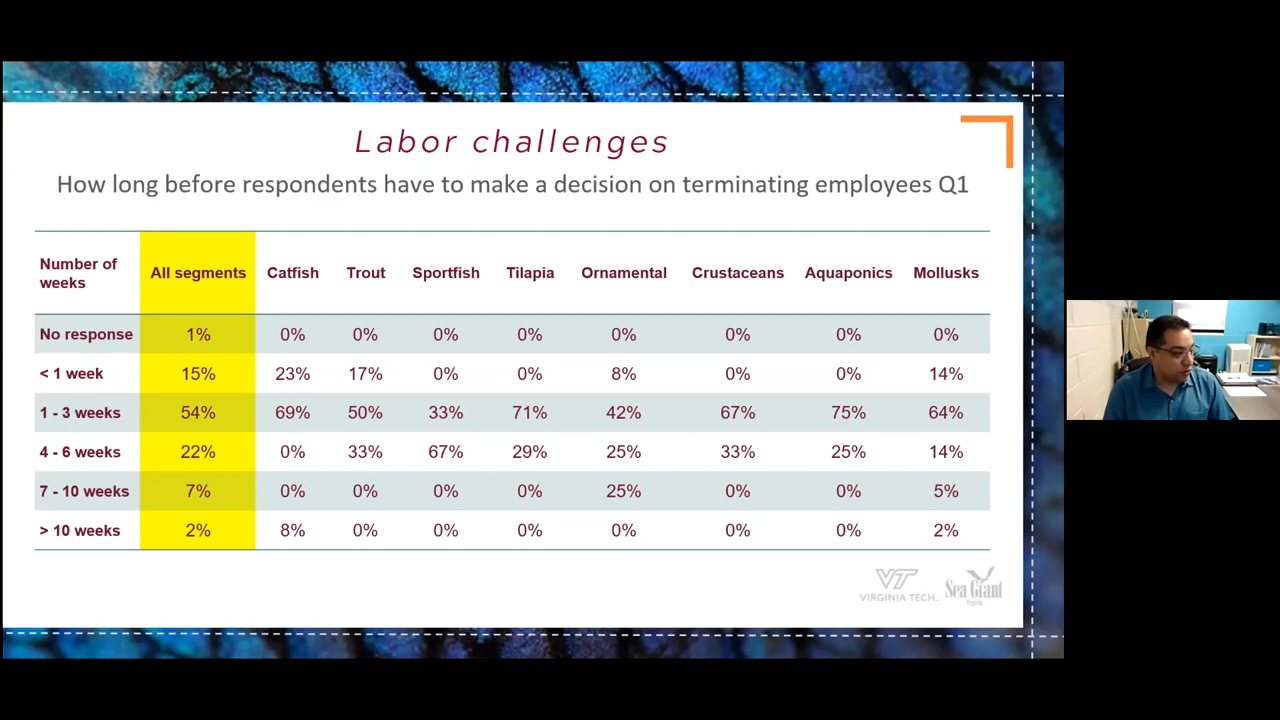 Labor challenges
How long before respondents have to make a decision on terminating employees Q1
Number of weeks All segments Catfish Trout Sportfish Tilapia Ornamental Crustaceans Aquaponics Mollusks
No response 1% 0% 0% 0% 0% 0% 0% 0% 0%
< 1 week 15% 23% 17% 0% 0% 8% 0% 0% 14%
1 - 3 weeks 54% 69% 50% 33% 71% 42% 67% 75% 64%
4 - 6 weeks 22% 0% 33% 67% 29% 25% 33% 25% 14%
7 - 10 weeks 7% 0% 0% 0% 0% 25% 0% 0% 5%
> 10 weeks 2% 8% 0% 0% 0% 0% 0% 0% 2%
VT
VIRGINIA TECH.
Sea Grant
Virginia